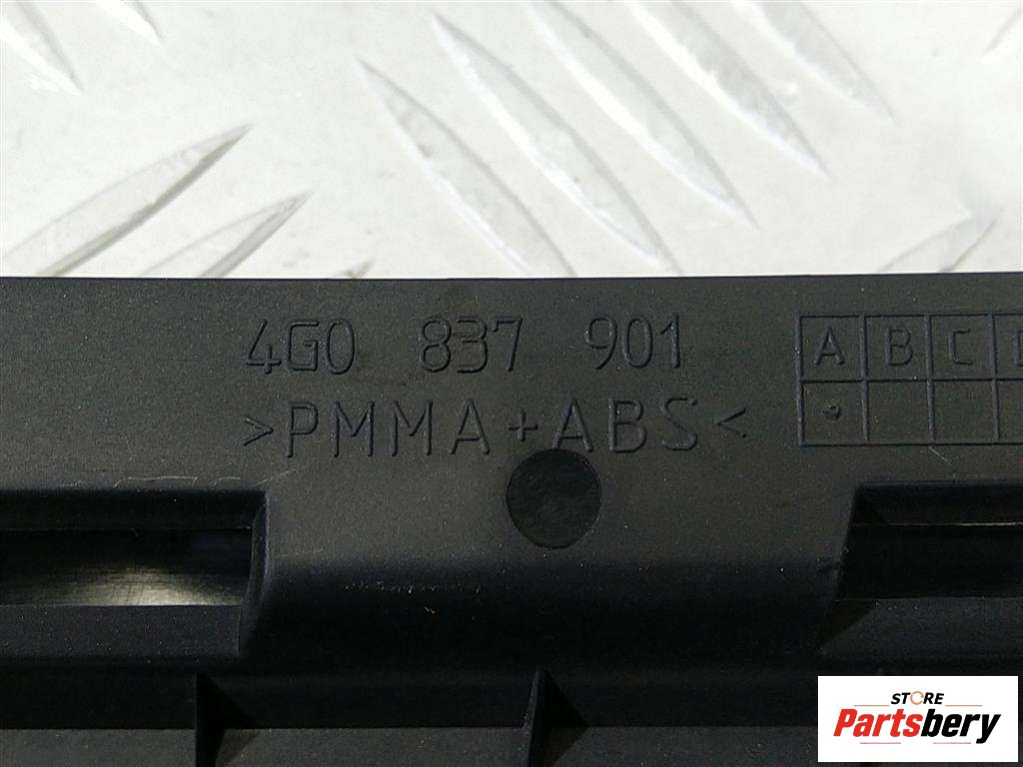 4G0 837 901
>PMMA+ABS<
A B C
STORE
Partsbery